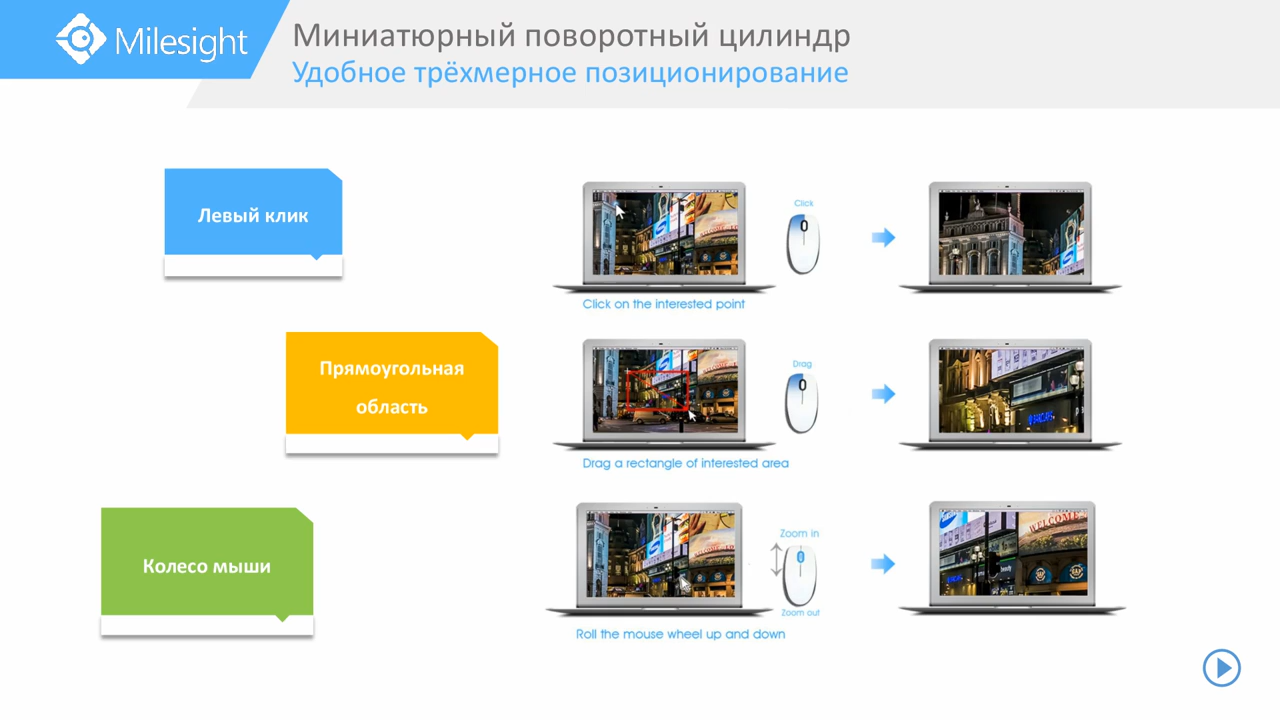 Milesight
Миниатюрный поворотный цилиндр
Удобное трёхмерное позиционирование
Левый клик
Click
Click on the interested point
Прямоугольная
область
Drag
Drag a rectangle of interested area
Колесо мыши
Zoom in
Zoom out
Roll the mouse wheel up and down